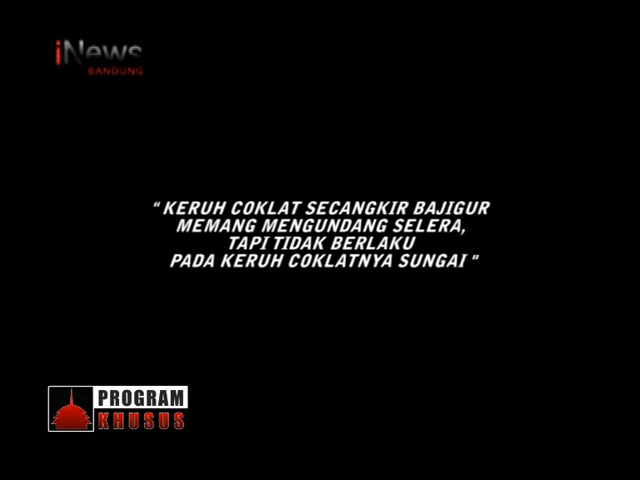 iNews
BANDUNG
" KERUH COKLAT SECANGKIR BAJIGUR
MEMANG MENGUNDANG SELERA,
TAPI TIDAK BERLAKU
PADA KERUH COKLATNYA SUNGAI "
PROGRAM
KHUSUS